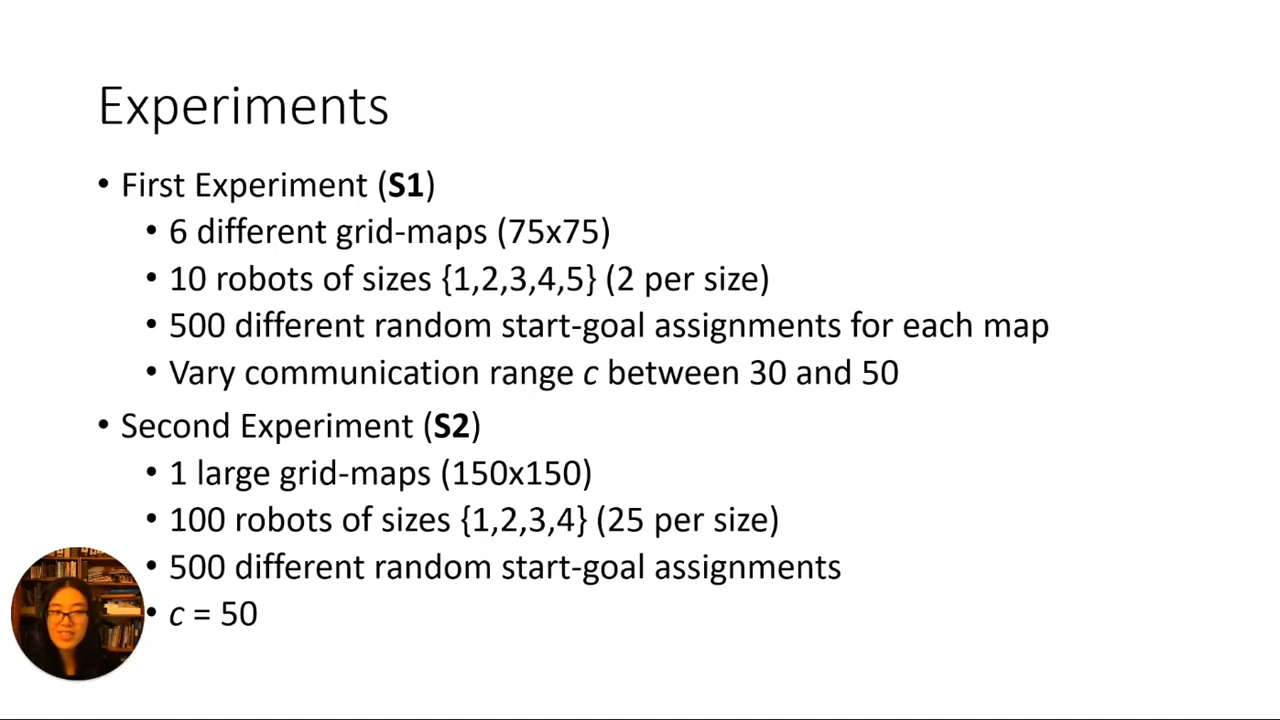 Experiments
• First Experiment (S1)
• 6 different grid-maps (75x75)
• 10 robots of sizes {1,2,3,4,5} (2 per size)
• 500 different random start-goal assignments for each map
• Vary communication range c between 30 and 50
• Second Experiment (S2)
• 1 large grid-maps (150x150)
• 100 robots of sizes {1,2,3,4} (25 per size)
• 500 different random start-goal assignments
• c = 50